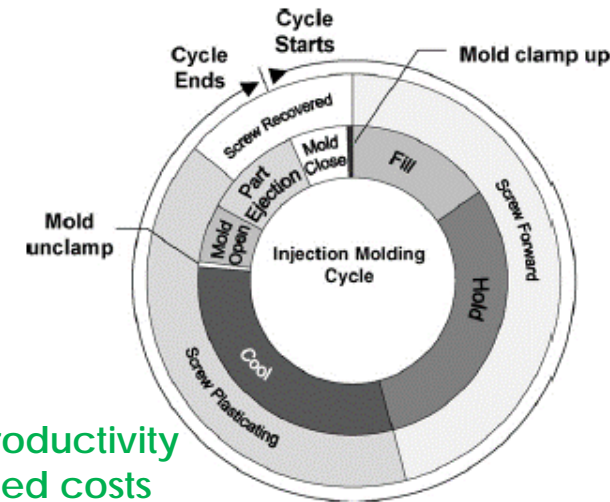 Cycle
Starts
Cycle
Ends
Mold clamp up
Screw Recovered
Mold
Close
Fill
Part
Ejection
Screw Forward
Mold
unclamp
Mold
Open
Injection Molding
Cycle
Hold
Cool
Screw Plasticating
roductivity
ed costs